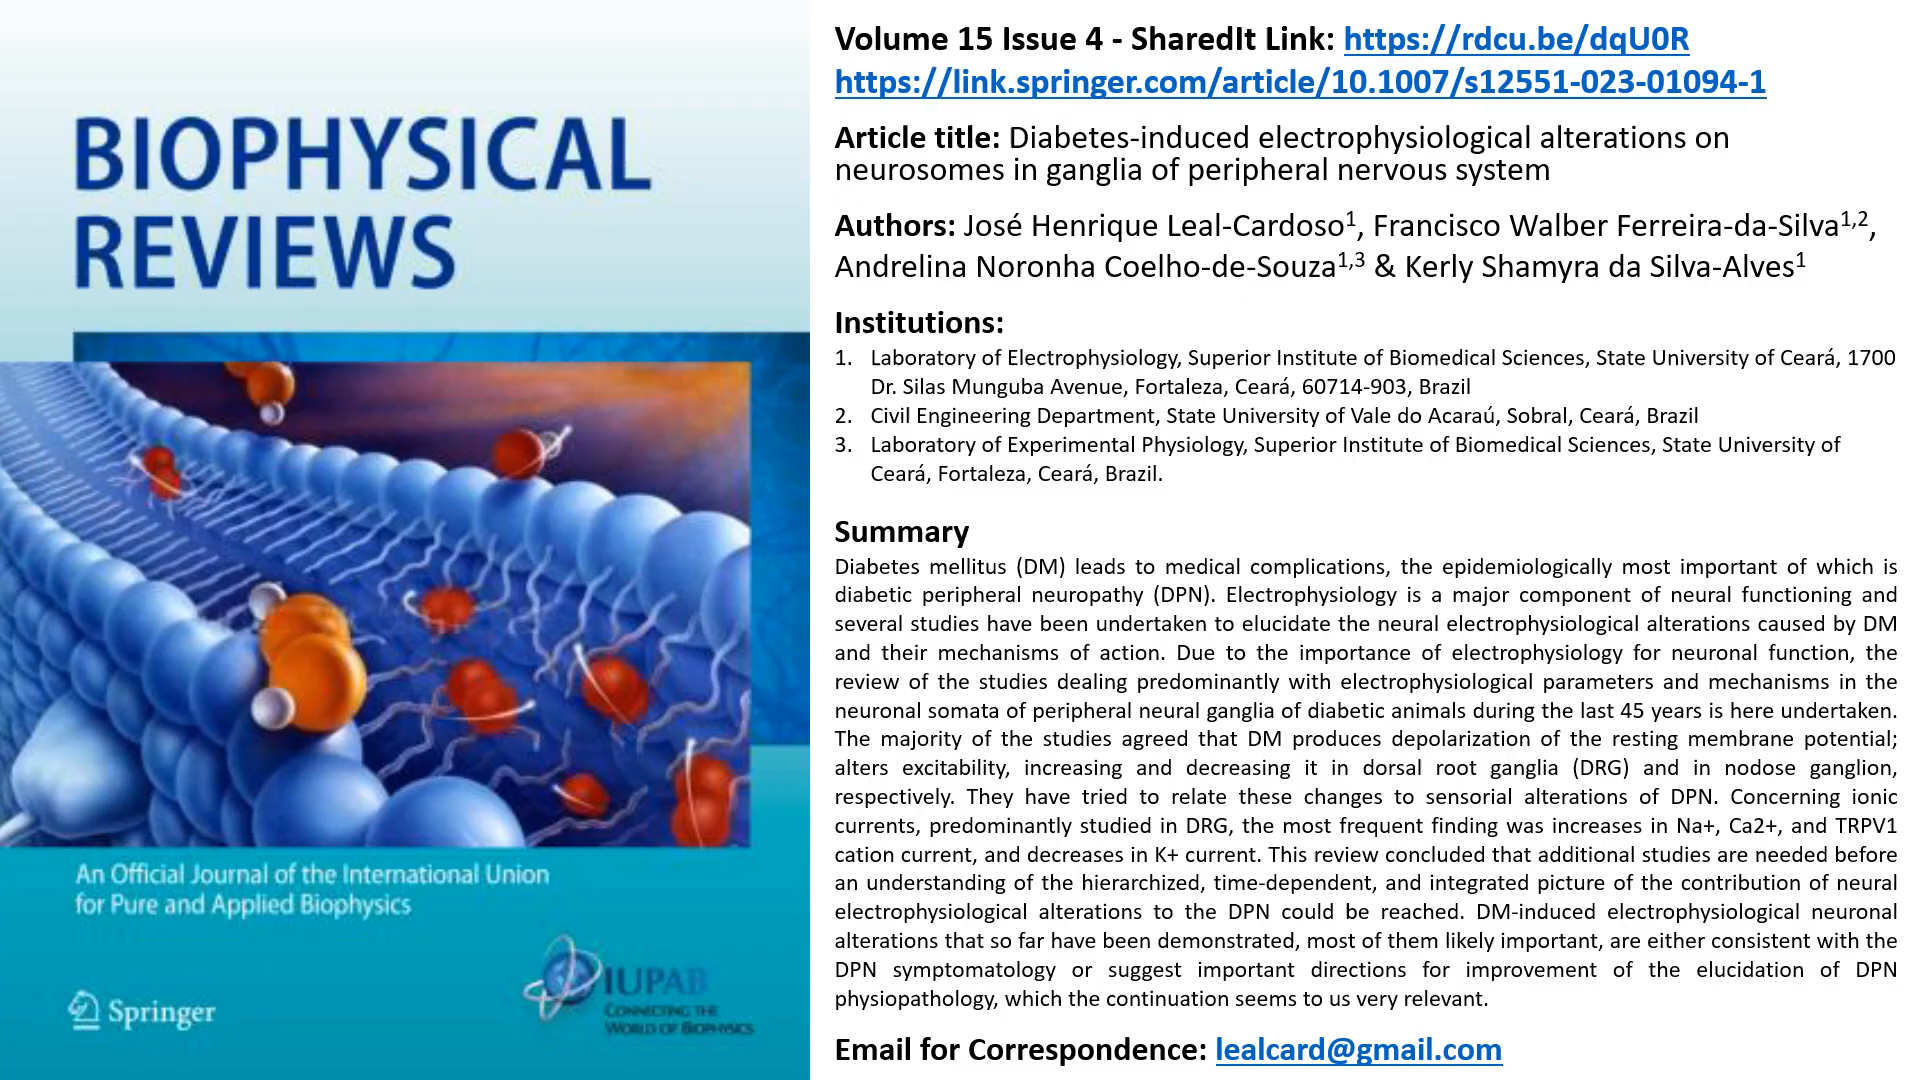 BIOPHYSICAL
REVIEWS
An Official Journal of the International Union
for Pure and Applied Biophysics
Springer
IUPAB
CONNECTING THE
WORLD OF BIOPHYSICS
Volume 15 Issue 4 - SharedIt Link: https://rdcu.be/dqU0R
https://link.springer.com/article/10.1007/s12551-023-01094-1
Article title: Diabetes-induced electrophysiological alterations on
neurosomes in ganglia of peripheral nervous system
Authors: José Henrique Leal-Cardoso1, Francisco Walber Ferreira-da-Silva1,2,
Andrelina Noronha Coelho-de-Souza1,3 & Kerly Shamyra da Silva-Alves1
Institutions:
1. Laboratory of Electrophysiology, Superior Institute of Biomedical Sciences, State University of Ceará, 1700
Dr. Silas Munguba Avenue, Fortaleza, Ceará, 60714-903, Brazil
2. Civil Engineering Department, State University of Vale do Acaraú, Sobral, Ceará, Brazil
3. Laboratory of Experimental Physiology, Superior Institute of Biomedical Sciences, State University of
Ceará, Fortaleza, Ceará, Brazil.
Summary
Diabetes mellitus (DM) leads to medical complications, the epidemiologically most important of which is
diabetic peripheral neuropathy (DPN). Electrophysiology is a major component of neural functioning and
several studies have been undertaken to elucidate the neural electrophysiological alterations caused by DM
and their mechanisms of action. Due to the importance of electrophysiology for neuronal function, the
review of the studies dealing predominantly with electrophysiological parameters and mechanisms in the
neuronal somata of peripheral neural ganglia of diabetic animals during the last 45 years is here undertaken.
The majority of the studies agreed that DM produces depolarization of the resting membrane potential;
alters excitability, increasing and decreasing it in dorsal root ganglia (DRG) and in nodose ganglion,
respectively. They have tried to relate these changes to sensorial alterations of DPN. Concerning ionic
currents, predominantly studied in DRG, the most frequent finding was increases in Na+, Ca2+, and TRPV1
cation current, and decreases in K+ current. This review concluded that additional studies are needed before
an understanding of the hierarchized, time-dependent, and integrated picture of the contribution of neural
electrophysiological alterations to the DPN could be reached. DM-induced electrophysiological neuronal
alterations that so far have been demonstrated, most of them likely important, are either consistent with the
DPN symptomatology or suggest important directions for improvement of the elucidation of DPN
physiopathology, which the continuation seems to us very relevant.
Email for Correspondence: lealcard@gmail.com